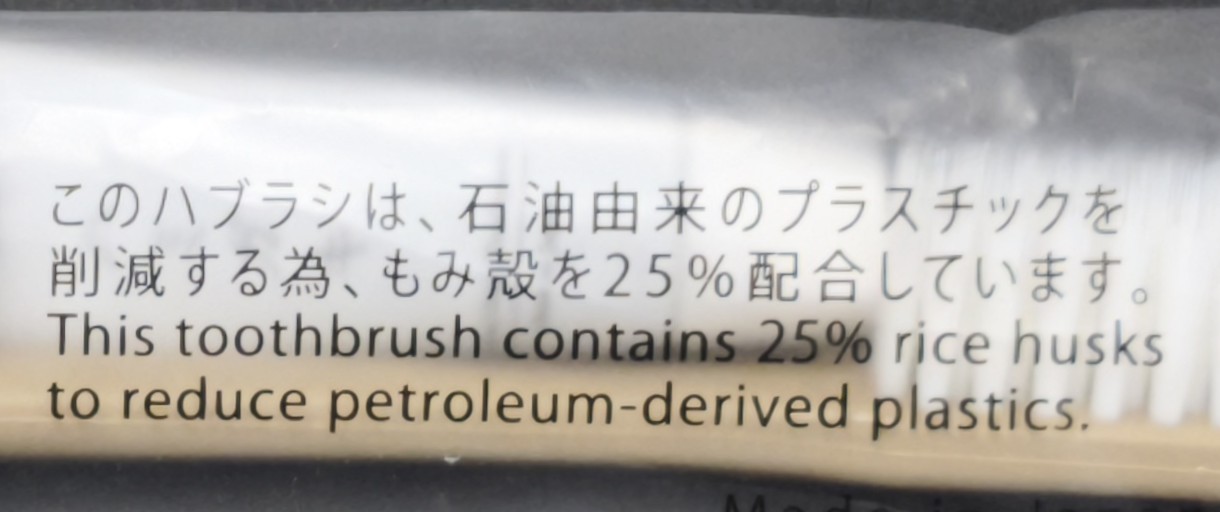 このハブラシは、石油由来のプラスチックを
削減する為、もみ殻を25%配合しています。
This toothbrush contains 25% rice husks
to reduce petroleum-derived plastics.